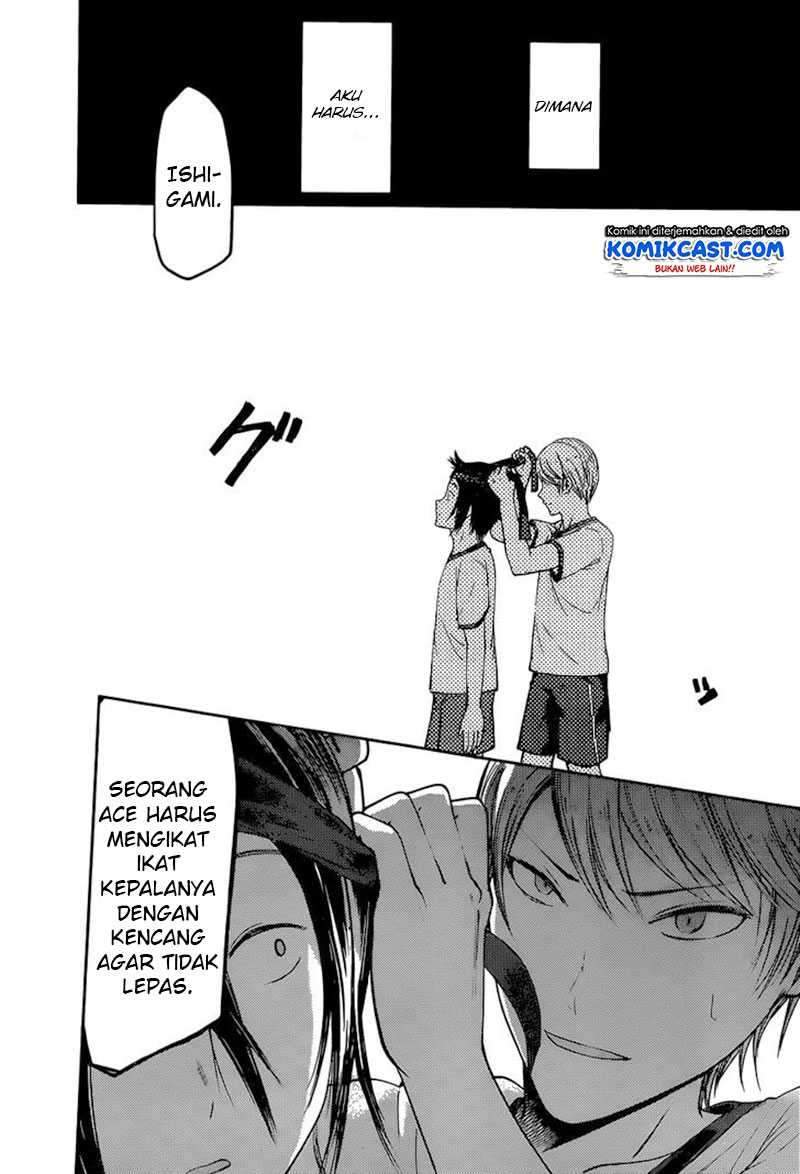 DIMANA
AKU
HARUS...
ISHI-
GAMI.
Komik ini diterjemahkan & diedit oleh
KOMIKCAST.COM
BUKAN WEB LAIN!!
グ
ッ
SEORANG
ACE HARUS
MENGIKAT
IKAT
KEPALANYA
DENGAN
KENCANG
AGAR TIDAK
LEPAS.